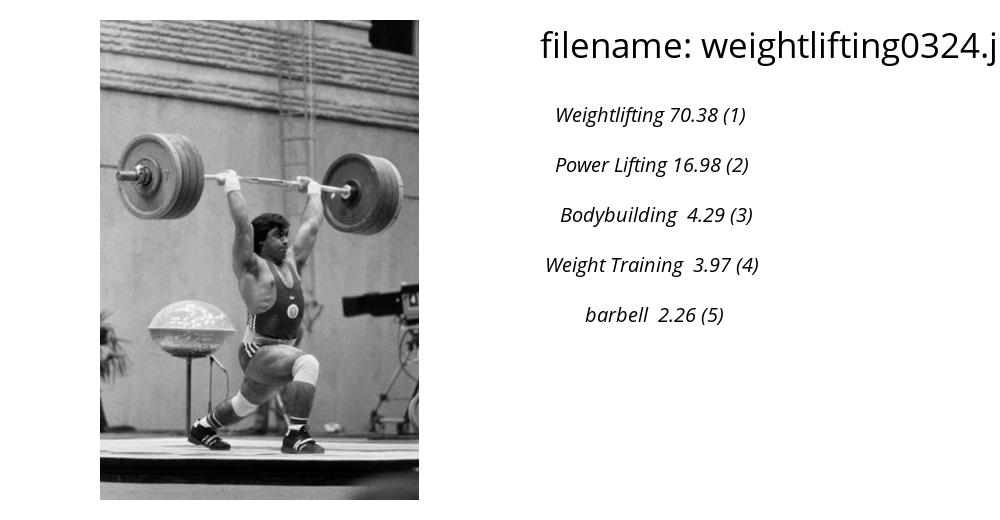 filename: weightlifting0324.j
Weightlifting 70.38 (1)
Power Lifting 16.98 (2)
Bodybuilding 4.29 (3)
Weight Training 3.97 (4)
barbell 2.26 (5)